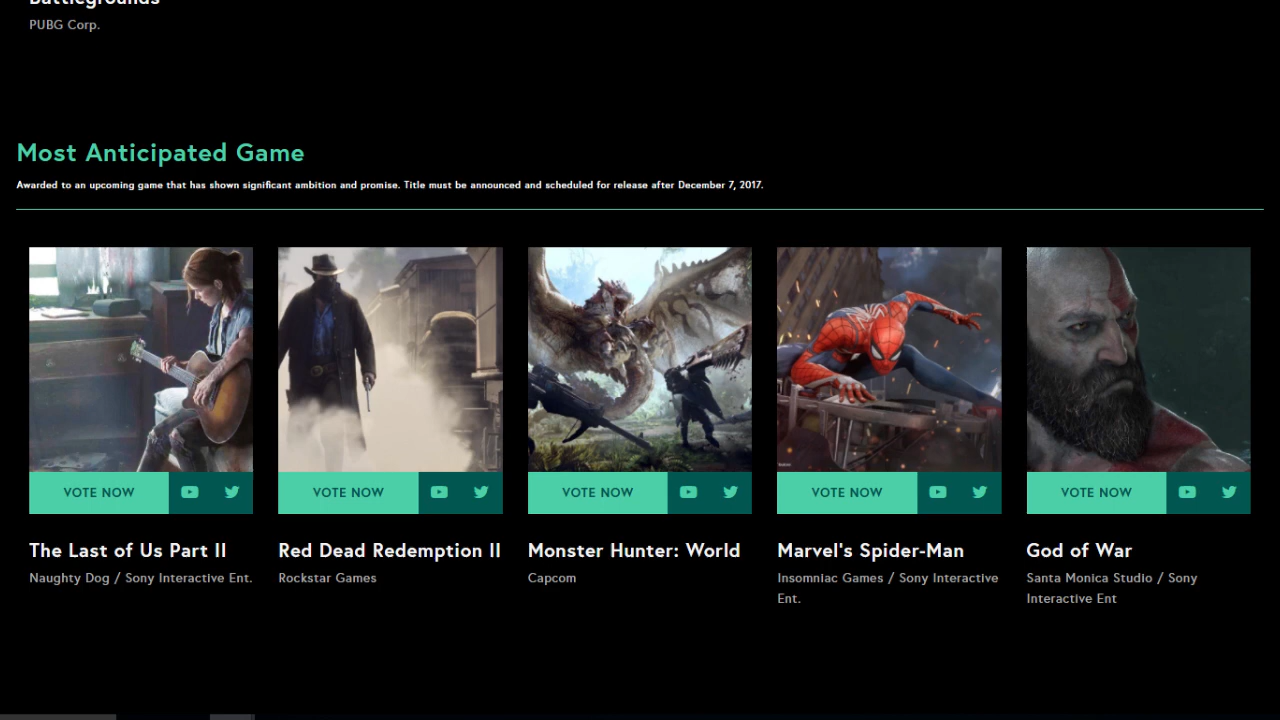 Battlegrounds
PUBG Corp.
Most Anticipated Game
Awarded to an upcoming game that has shown significant ambition and promise. Title must be announced and scheduled for release after December 7, 2017.
VOTE NOW
VOTE NOW
VOTE NOW
VOTE NOW
VOTE NOW
The Last of Us Part II
Naughty Dog / Sony Interactive Ent.
Red Dead Redemption II
Rockstar Games
Monster Hunter: World
Capcom
Marvel's Spider-Man
Insomniac Games / Sony Interactive
Ent.
God of War
Santa Monica Studio / Sony
Interactive Ent